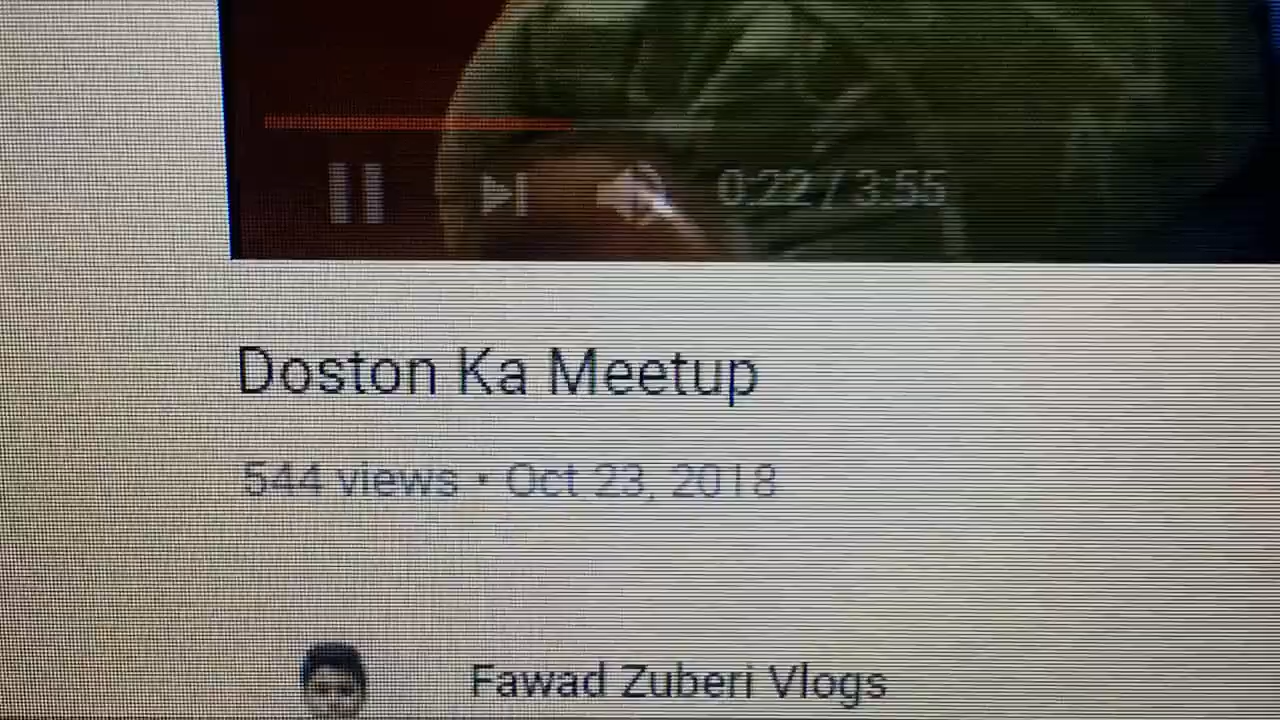 0:22 / 3:55
Doston Ka Meetup
544 views • Oct 23, 2018
Fawad Zuberi Vlogs